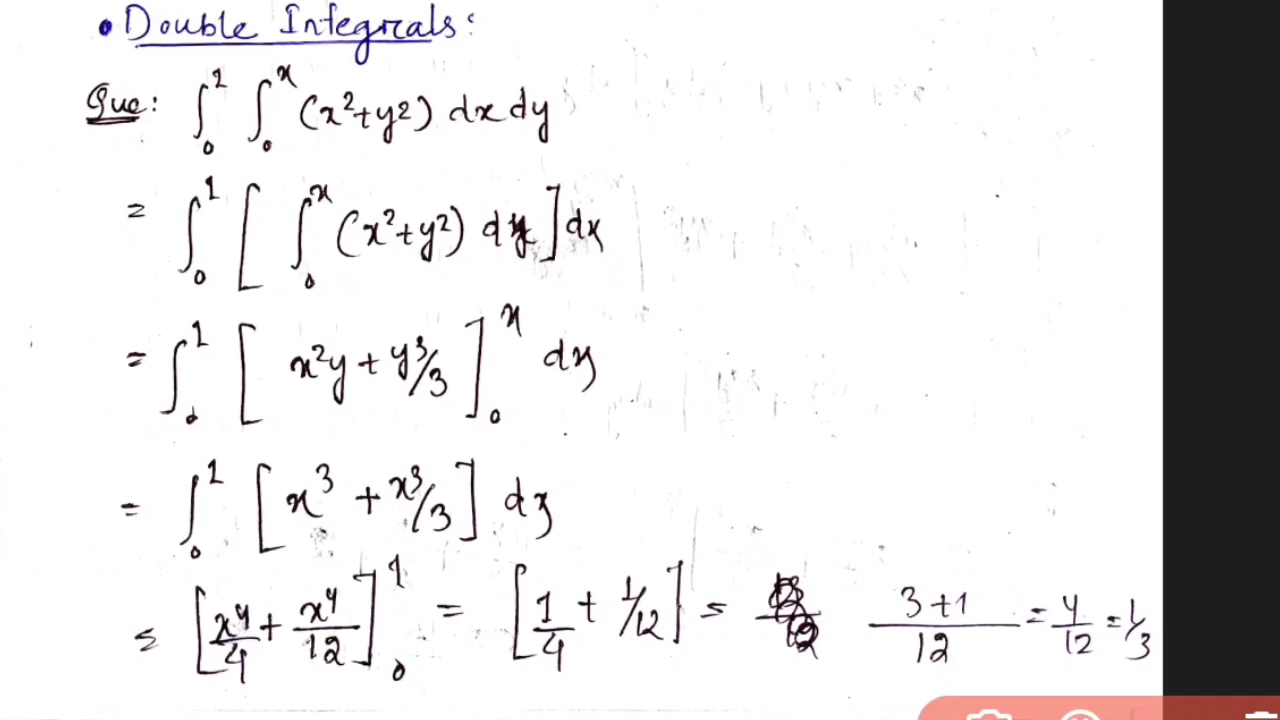 • Double Integrals:
Que: ∫₀¹ ∫₀ˣ (x²+y²) dx dy
= ∫₀¹ [ ∫₀ˣ (x²+y²) dy ] dx
= ∫₀¹ [ x²y + y³/3 ]₀ˣ dx
= ∫₀¹ [ x³ + x³/3 ] dx
= [ x⁴/4 + x⁴/12 ]₀¹ = [ 1/4 + 1/12 ] = (3+1)/12 = 4/12 = 1/3